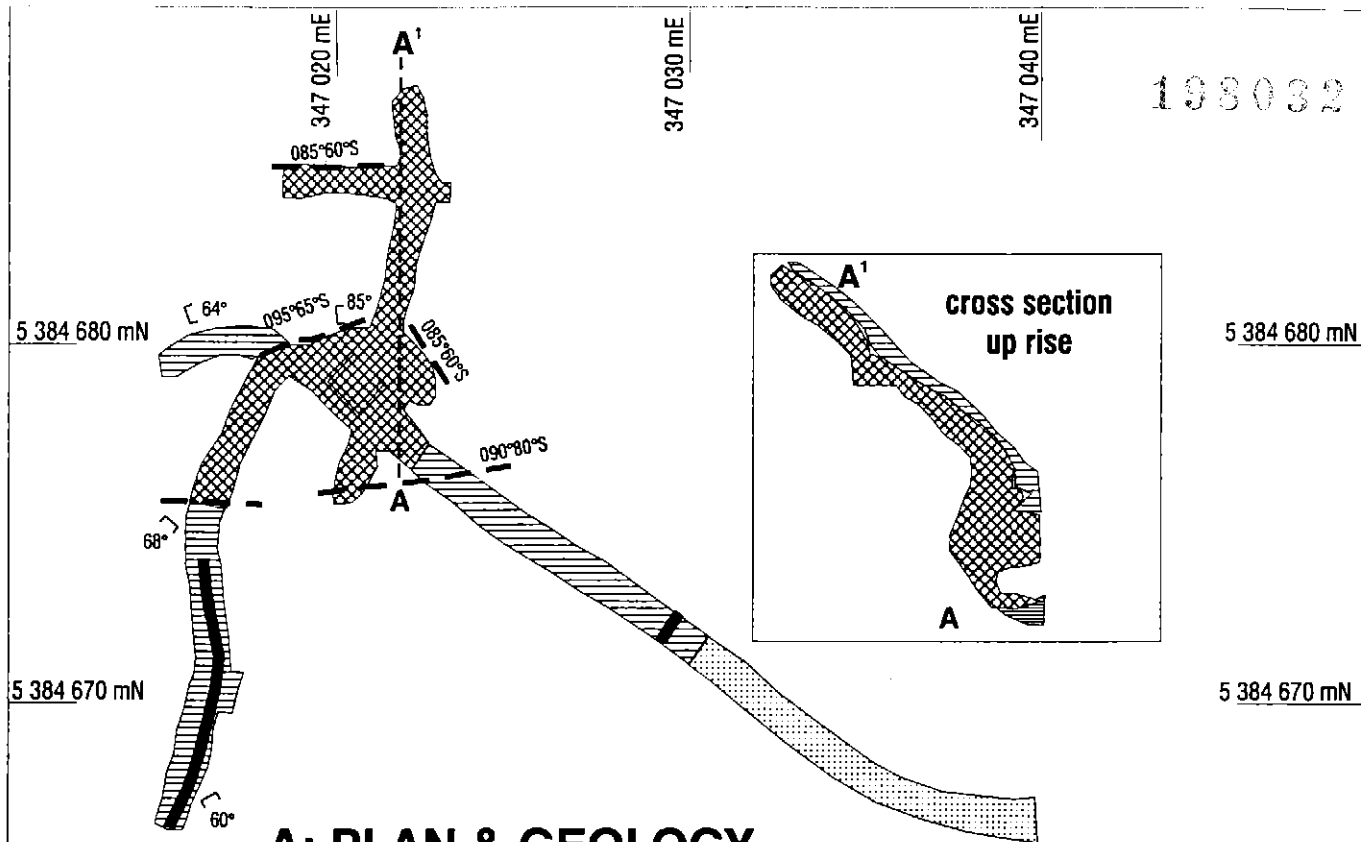 347 020 mE
A¹
347 030 mE
347 040 mE
198032
085°60°S
A¹
cross section
up rise
64°
095°65°S
85°
5 384 680 mN
085°60°S
5 384 680 mN
090°80°S
A
68°
A
5 384 670 mN
5 384 670 mN
60°
A: PLAN & GEOLOGY